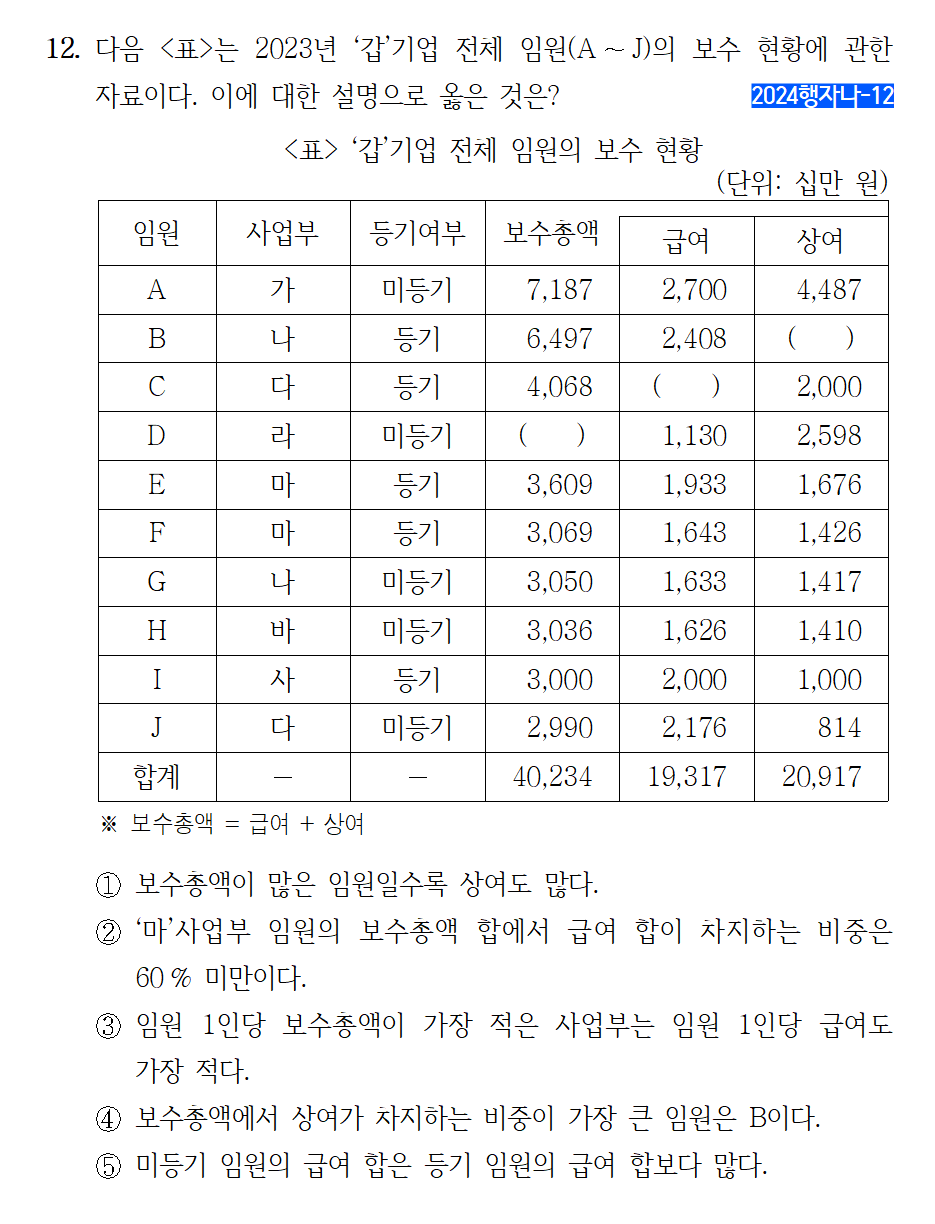 12. 다음 <표>는 2023년 ‘갑’기업 전체 임원(A ~ J)의 보수 현황에 관한
자료이다. 이에 대한 설명으로 옳은 것은?
2024행자나-12
<표> ‘갑’기업 전체 임원의 보수 현황
(단위: 십만 원)
임원 사업부 등기여부 보수총액 급여 상여
A 가 미등기 7,187 2,700 4,487
B 나 등기 6,497 2,408 ( )
C 다 등기 4,068 ( ) 2,000
D 라 미등기 ( ) 1,130 2,598
E 마 등기 3,609 1,933 1,676
F 마 등기 3,069 1,643 1,426
G 나 미등기 3,050 1,633 1,417
H 바 미등기 3,036 1,626 1,410
I 사 등기 3,000 2,000 1,000
J 다 미등기 2,990 2,176 814
합계 － － 40,234 19,317 20,917
※ 보수총액 = 급여 + 상여
① 보수총액이 많은 임원일수록 상여도 많다.
② ‘마’사업부 임원의 보수총액 합에서 급여 합이 차지하는 비중은
60 % 미만이다.
③ 임원 1인당 보수총액이 가장 적은 사업부는 임원 1인당 급여도
가장 적다.
④ 보수총액에서 상여가 차지하는 비중이 가장 큰 임원은 B이다.
⑤ 미등기 임원의 급여 합은 등기 임원의 급여 합보다 많다.